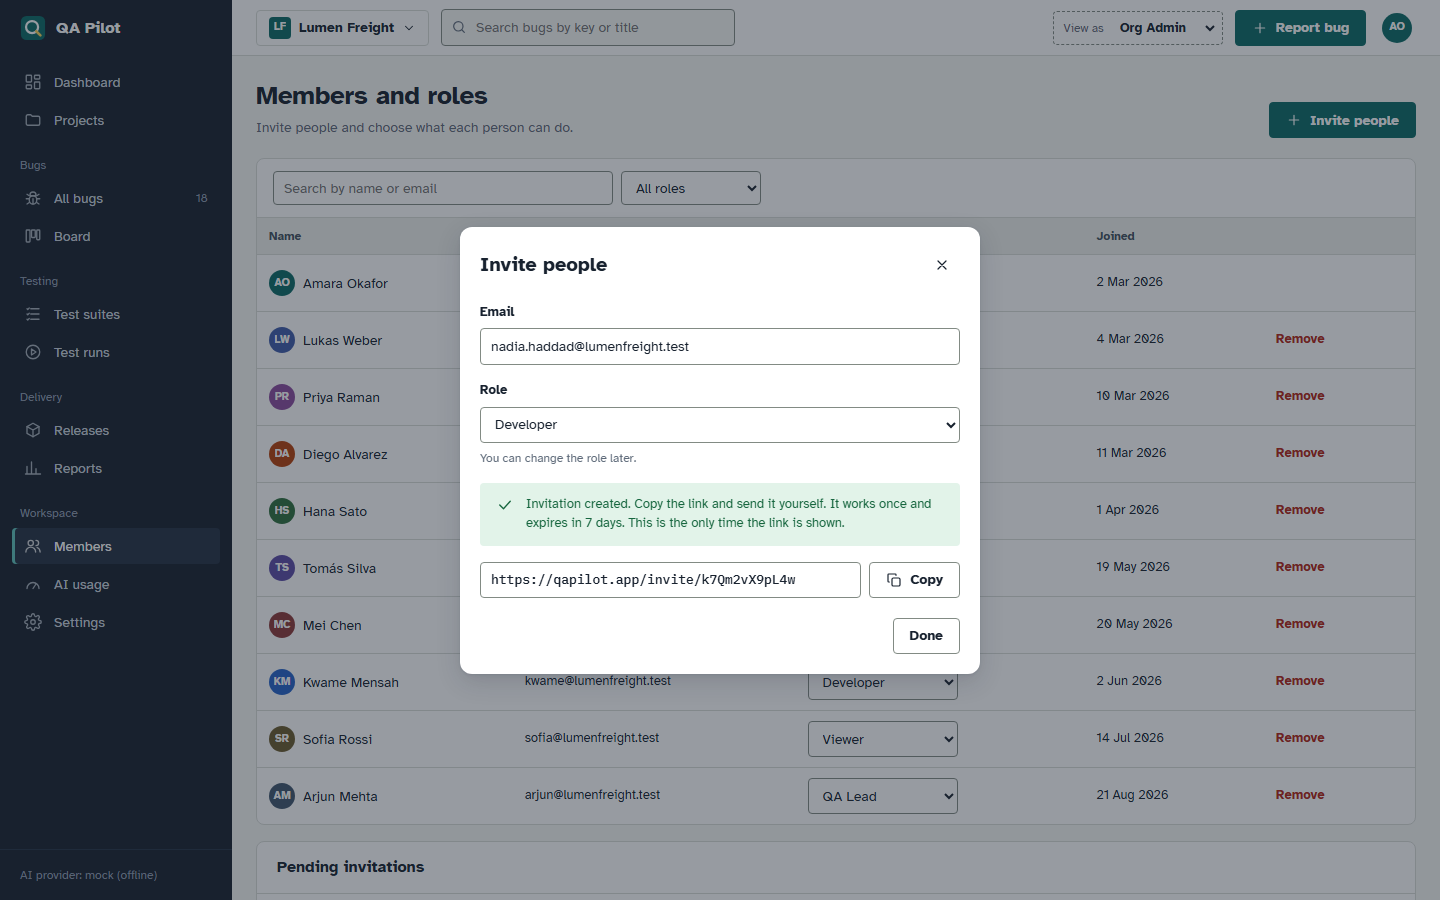 QA Pilot
LF Lumen Freight
Search bugs by key or title
View as Org Admin
Report bug
AO
Dashboard
Projects
Bugs
All bugs 18
Board
Testing
Test suites
Test runs
Delivery
Releases
Reports
Workspace
Members
AI usage
Settings
AI provider: mock (offline)
Members and roles
Invite people and choose what each person can do.
Invite people
Search by name or email
All roles
Name Joined
AO Amara Okafor 2 Mar 2026
LW Lukas Weber 4 Mar 2026 Remove
PR Priya Raman 10 Mar 2026 Remove
DA Diego Alvarez 11 Mar 2026 Remove
HS Hana Sato 1 Apr 2026 Remove
TS Tomás Silva 19 May 2026 Remove
MC Mei Chen 20 May 2026 Remove
KM Kwame Mensah kwame@lumenfreight.test Developer 2 Jun 2026 Remove
SR Sofia Rossi sofia@lumenfreight.test Viewer 14 Jul 2026 Remove
AM Arjun Mehta arjun@lumenfreight.test QA Lead 21 Aug 2026 Remove
Pending invitations
Invite people
Email
nadia.haddad@lumenfreight.test
Role
Developer
You can change the role later.
Invitation created. Copy the link and send it yourself. It works once and
expires in 7 days. This is the only time the link is shown.
https://qapilot.app/invite/k7Qm2vX9pL4w
Copy
Done